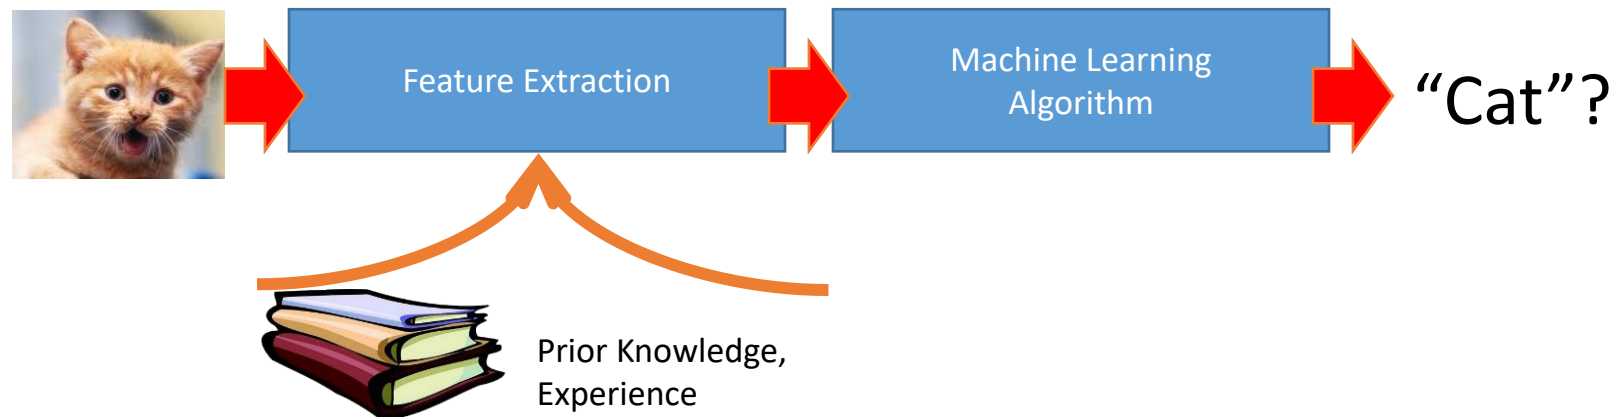 Feature Extraction
Machine Learning
Algorithm
“Cat”?
Prior Knowledge,
Experience